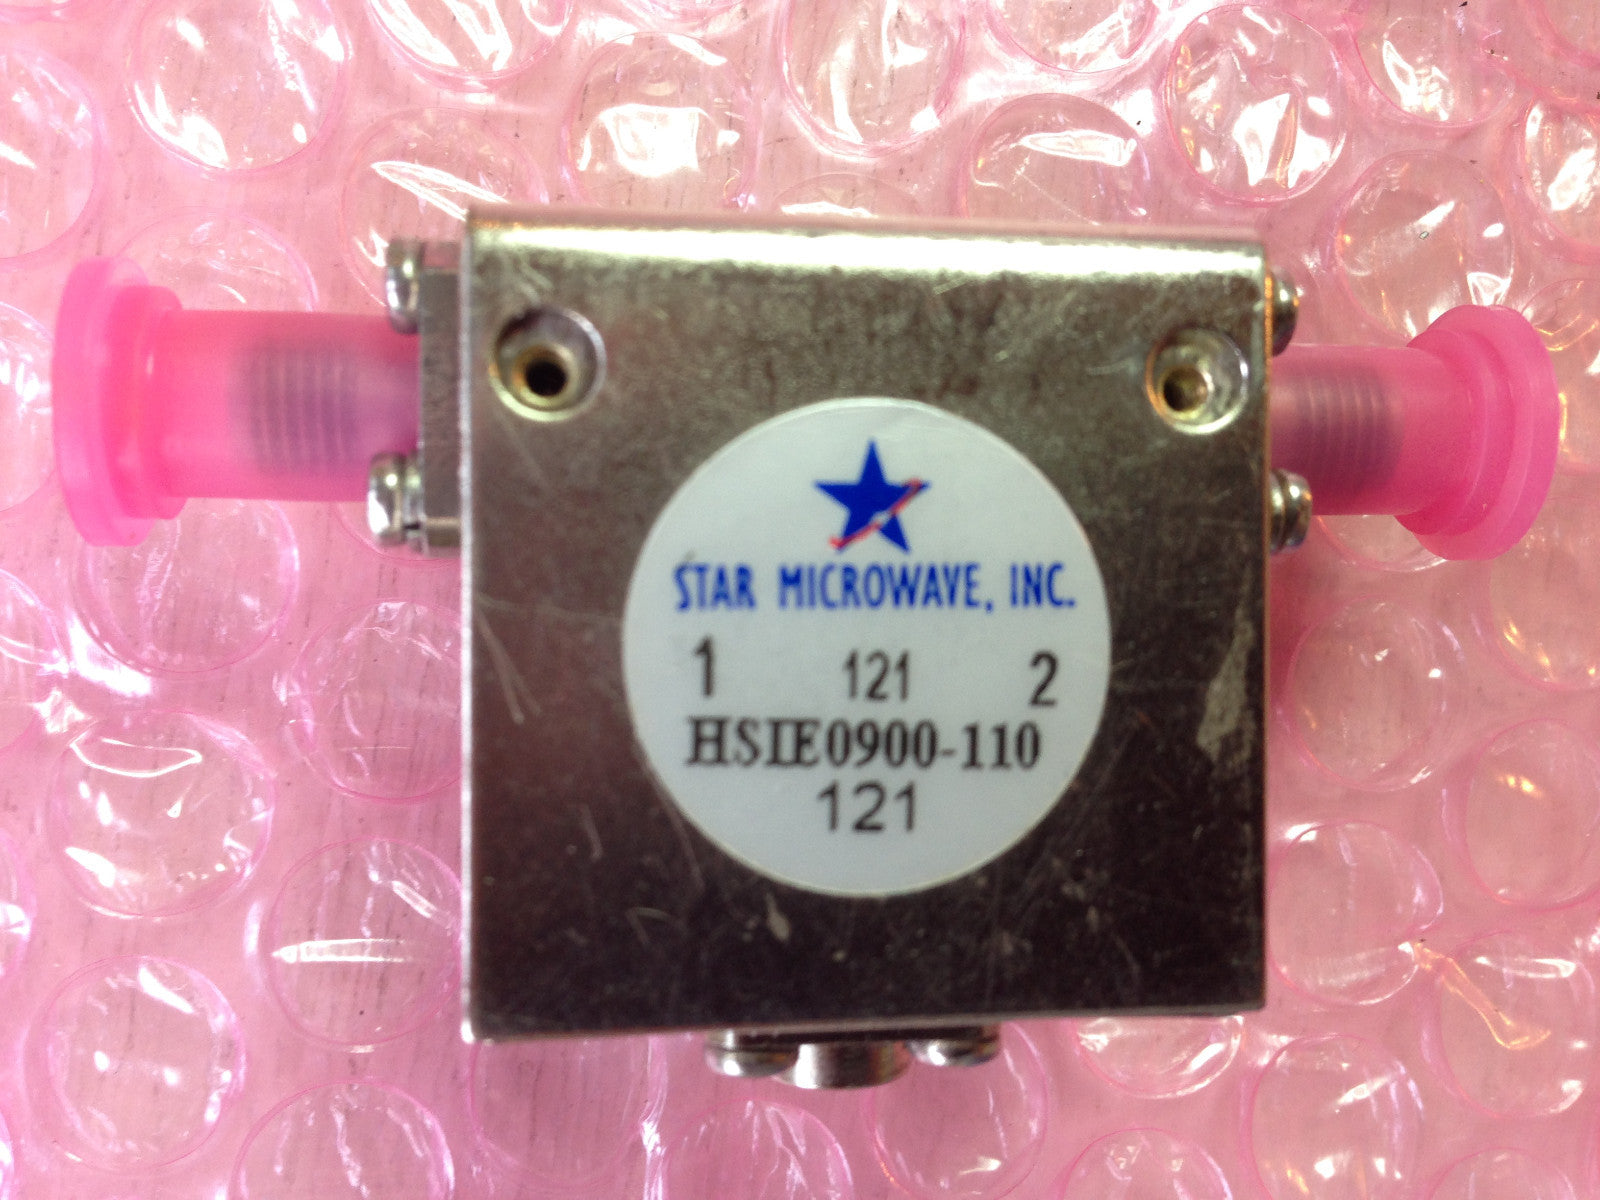 STAR MICROWAVE, INC.
1 121 2
HSIE0900-110
121